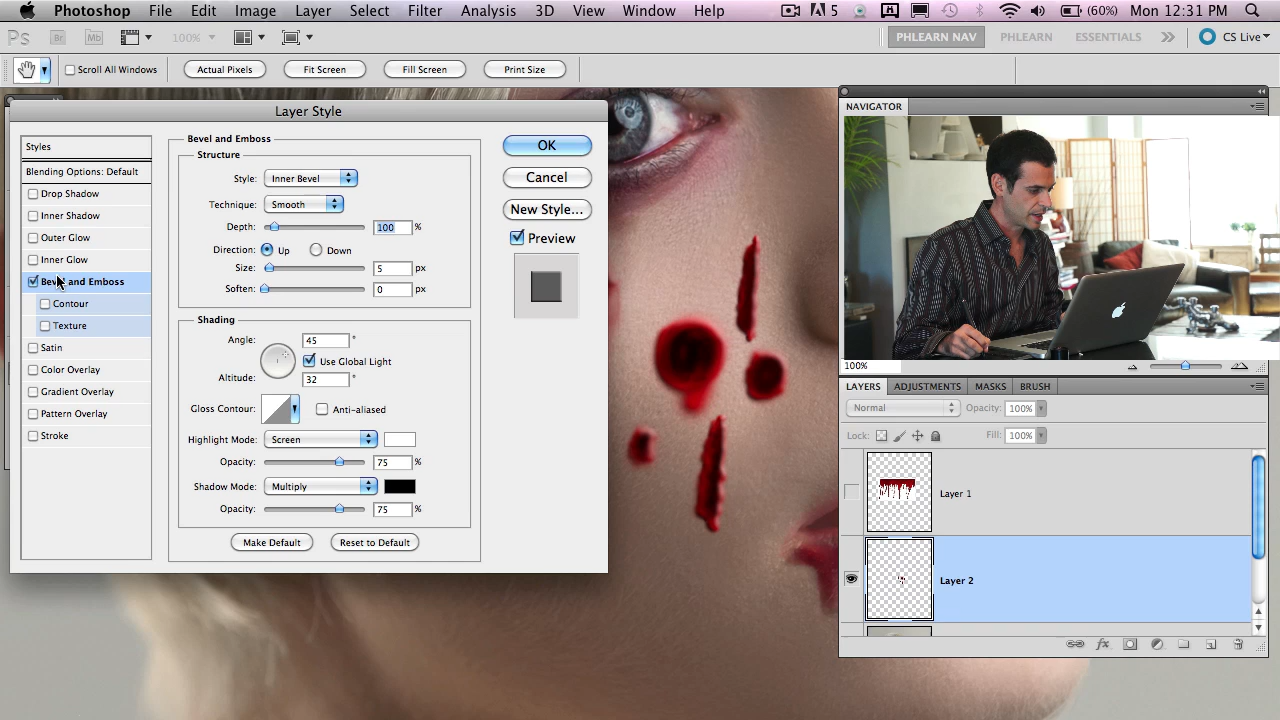 Photoshop File Edit Image Layer Select Filter Analysis 3D View Window Help A 5 (60%) Mon 12:31 PM
Ps Br Mb 100% PHLEARN NAV PHLEARN ESSENTIALS CS Live
Scroll All Windows Actual Pixels Fit Screen Fill Screen Print Size
Layer Style
Styles
Blending Options: Default
Drop Shadow
Inner Shadow
Outer Glow
Inner Glow
Bevel and Emboss
Contour
Texture
Satin
Color Overlay
Gradient Overlay
Pattern Overlay
Stroke
Bevel and Emboss
Structure
Style: Inner Bevel
Technique: Smooth
Depth: 100 %
Direction: Up Down
Size: 5 px
Soften: 0 px
Shading
Angle: 45 °
Use Global Light
Altitude: 32 °
Gloss Contour: Anti-aliased
Highlight Mode: Screen
Opacity: 75 %
Shadow Mode: Multiply
Opacity: 75 %
Make Default Reset to Default
OK
Cancel
New Style...
Preview
NAVIGATOR
100%
LAYERS ADJUSTMENTS MASKS BRUSH
Normal Opacity: 100%
Lock: Fill: 100%
Layer 1
Layer 2
fx